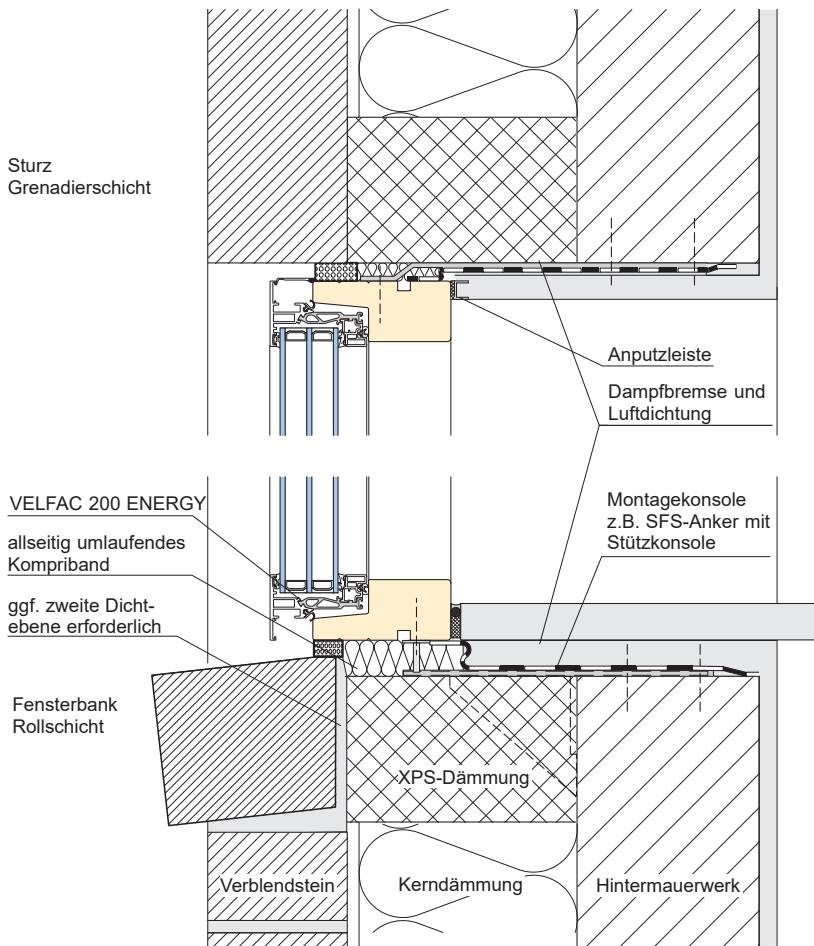 Sturz
Grenadierschicht
Anputzleiste
Dampfbremse und
Luftdichtung
VELFAC 200 ENERGY
allseitig umlaufendes
Kompriband
ggf. zweite Dicht-
ebene erforderlich
Montagekonsole
z.B. SFS-Anker mit
Stützkonsole
Fensterbank
Rollschicht
XPS-Dämmung
Verblendstein
Kerndämmung
Hintermauerwerk